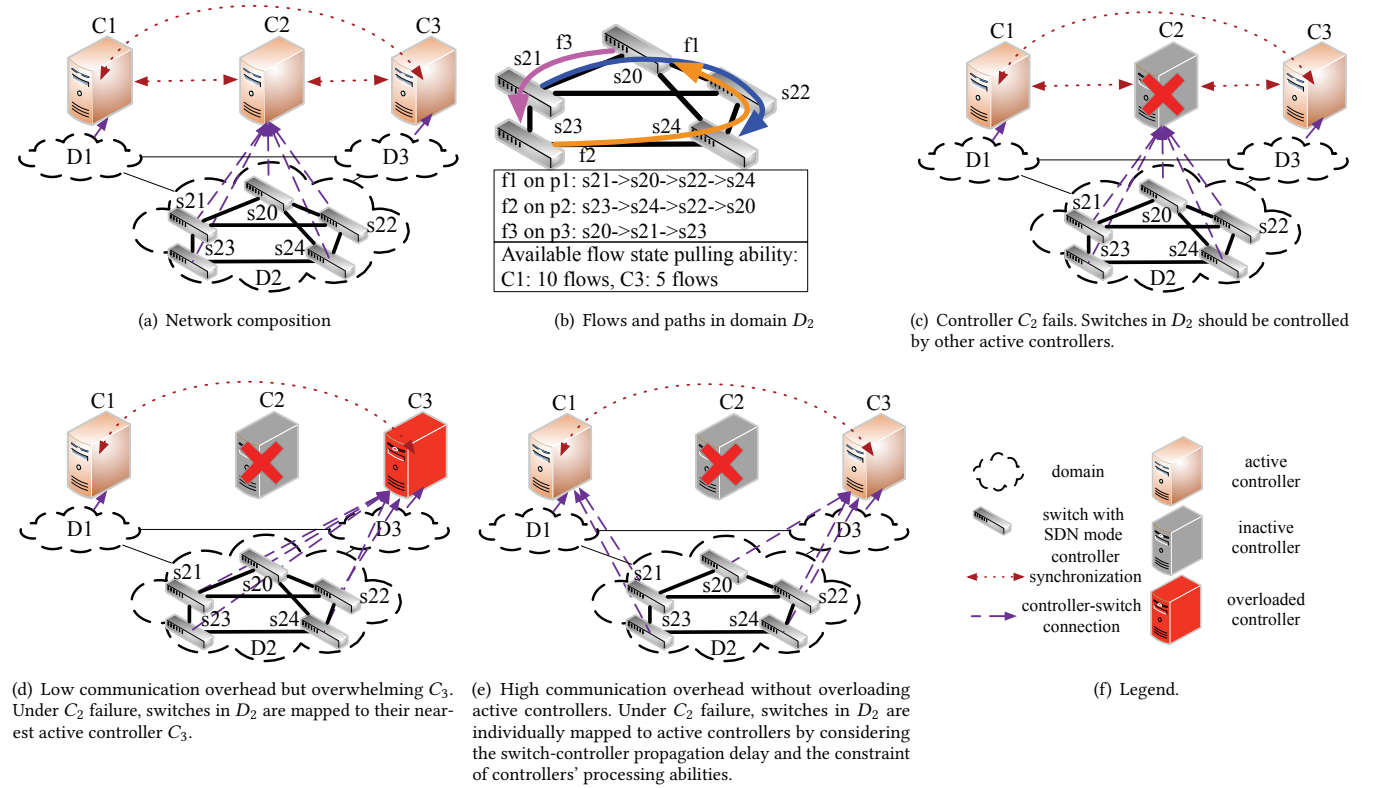 C1
C2
C3
D1
D3
s21
s20
s22
s23
s24
D2
(a) Network composition
f3
f1
s21
s20
s22
s23
s24
f2
f1 on p1: s21->s20->s22->s24
f2 on p2: s23->s24->s22->s20
f3 on p3: s20->s21->s23
Available flow state pulling ability:
C1: 10 flows, C3: 5 flows
(b) Flows and paths in domain D2
C1
C2
C3
D1
D3
s21
s20
s22
s23
s24
D2
(c) Controller C2 fails. Switches in D2 should be controlled
by other active controllers.
C1
C2
C3
D1
D3
s21
s20
s22
s23
s24
D2
(d) Low communication overhead but overwhelming C3.
Under C2 failure, switches in D2 are mapped to their near-
est active controller C3.
C1
C2
C3
D1
D3
s21
s20
s22
s23
s24
D2
(e) High communication overhead without overloading
active controllers. Under C2 failure, switches in D2 are
individually mapped to active controllers by considering
the switch-controller propagation delay and the constraint
of controllers' processing abilities.
domain
switch with
SDN mode
controller
synchronization
controller-switch
connection
active
controller
inactive
controller
overloaded
controller
(f) Legend.